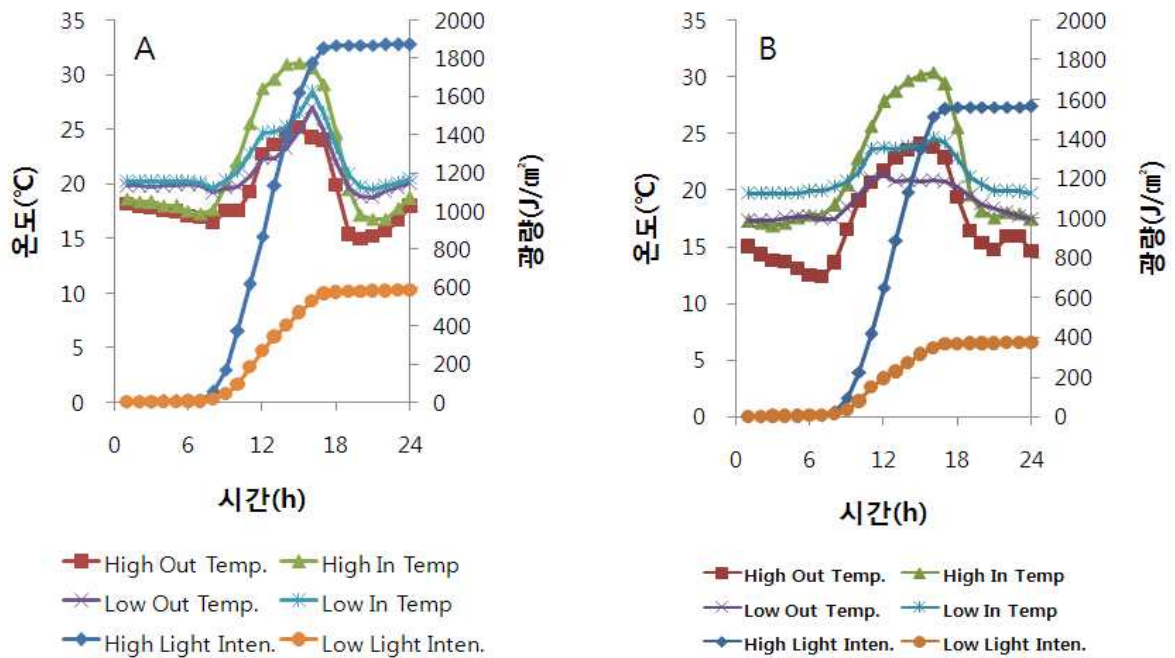 A
35
30
25
20
15
10
5
0
온도(℃)
2000
1800
1600
1400
1200
1000
800
600
400
200
0
광량(J/㎡)
0 6 12 18 24
시간(h)
High Out Temp. High In Temp
Low Out Temp. Low In Temp
High Light Inten. Low Light Inten.
B
35
30
25
20
15
10
5
0
온도(℃)
2000
1800
1600
1400
1200
1000
800
600
400
200
0
광량(J/㎡)
0 6 12 18 24
시간(h)
High Out Temp. High In Temp
Low Out Temp. Low In Temp
High Light Inten. Low Light Inten.